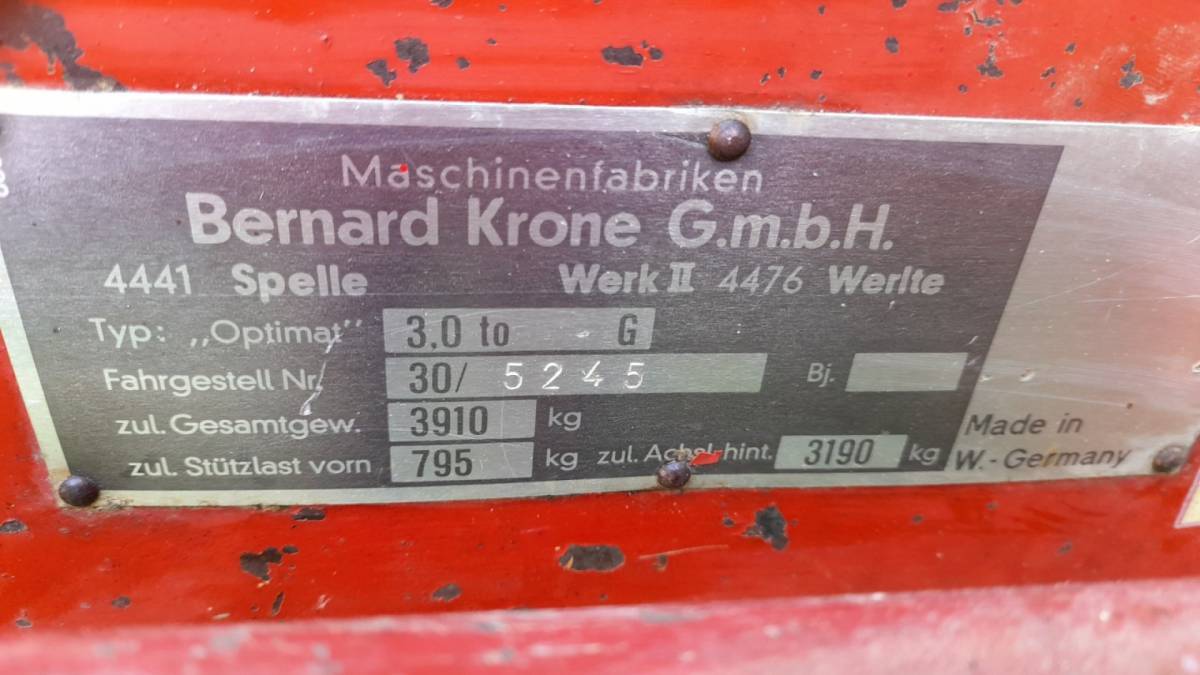 Maschinenfabriken
Bernard Krone G.m.b.H.
4441 Spelle Werk II 4476 Werlte
Typ: „Optimat" 3.0 to G
Fahrgestell Nr. 30/ 5245 Bj.
zul. Gesamtgew. 3910 kg
zul. Stützlast vorn 795 kg zul. Achsl. hint. 3190 kg
Made in
W.-Germany